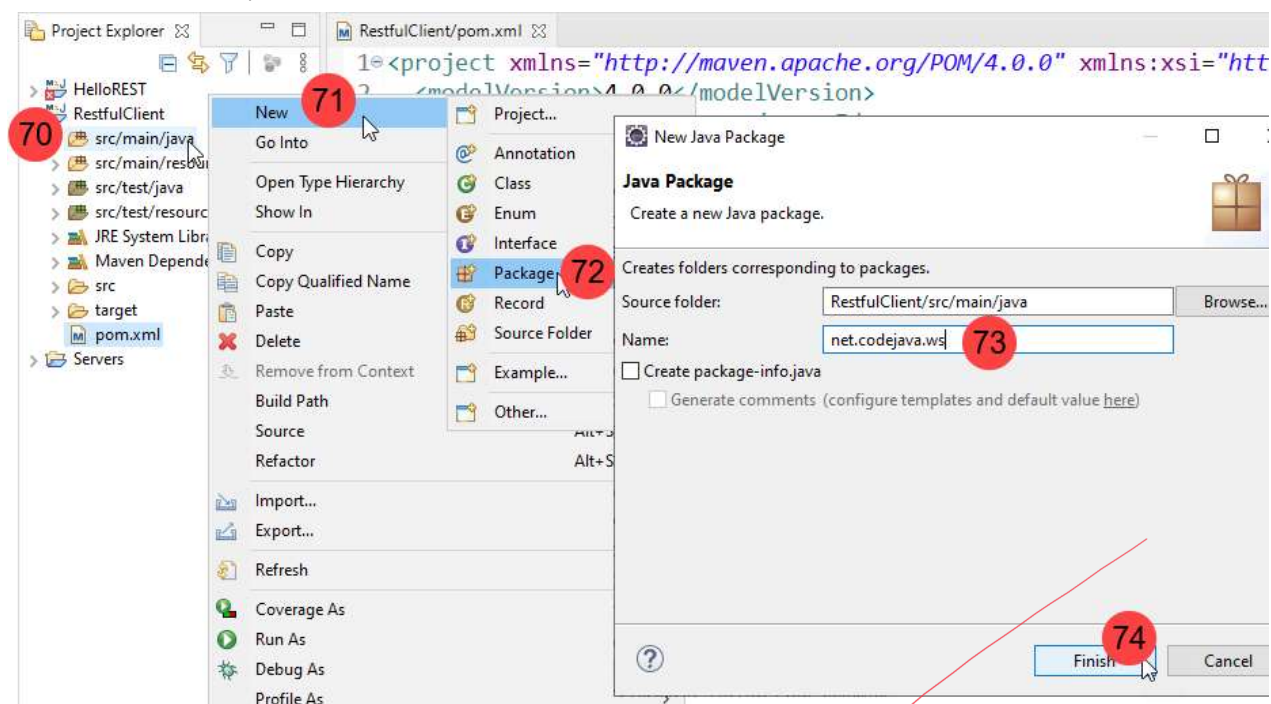 Project Explorer
RestfulClient/pom.xml
1 <project xmlns="http://maven.apache.org/POM/4.0.0" xmlns:xsi="htt
2 <modelVersion>4.0.0</modelVersion>
HelloREST
RestfulClient
70
src/main/java
src/main/resour
src/test/java
src/test/resourc
JRE System Libr
Maven Depende
src
target
pom.xml
Servers
New
71
Go Into
Open Type Hierarchy
Show In
Copy
Copy Qualified Name
Paste
Delete
Remove from Context
Build Path
Source
Refactor
Alt+S
Import...
Export...
Refresh
Coverage As
Run As
Debug As
Profile As
Project...
Annotation
Class
Enum
Interface
Package
72
Record
Source Folder
Example...
Other...
New Java Package
Java Package
Create a new Java package.
Creates folders corresponding to packages.
Source folder:
RestfulClient/src/main/java
Browse...
Name:
net.codejava.ws
73
Create package-info.java
Generate comments (configure templates and default value here)
74
Finish
Cancel